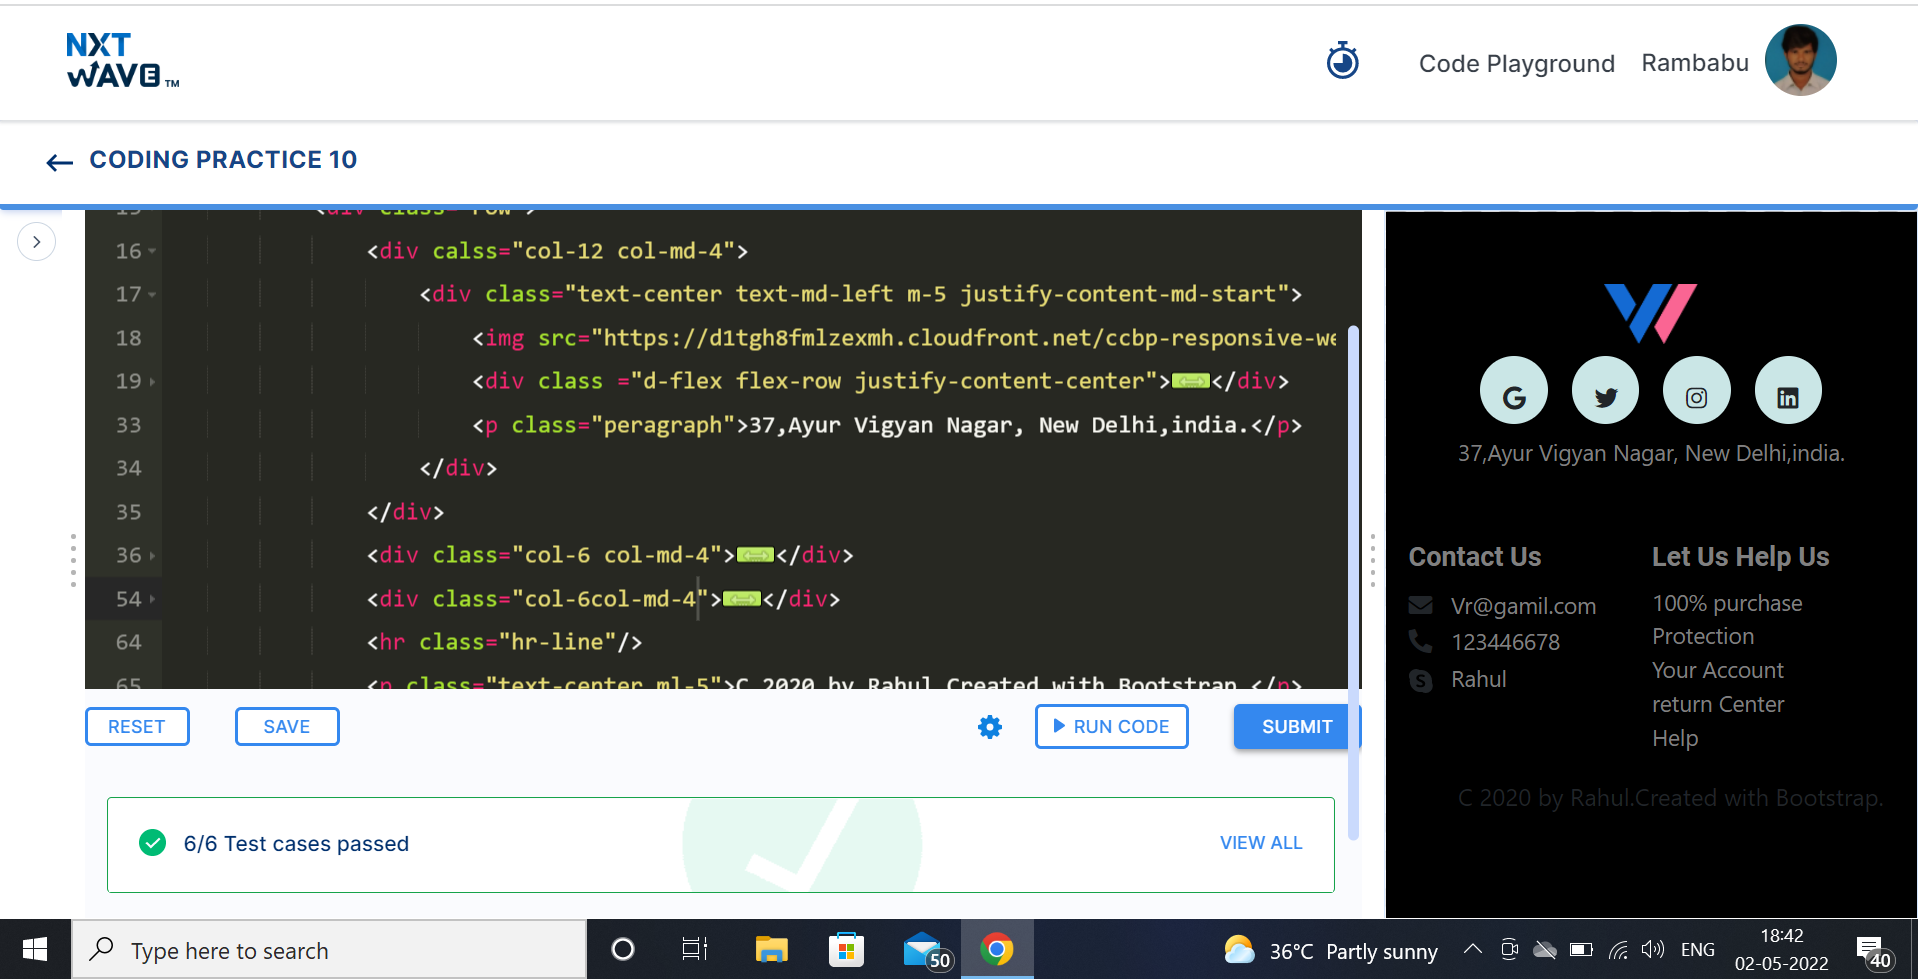 NXT
WAVE TM
Code Playground
Rambabu
CODING PRACTICE 10
15 <div class="row">
16 <div calss="col-12 col-md-4">
17 <div class="text-center text-md-left m-5 justify-content-md-start">
18 <img src="https://d1tgh8fmlzexmh.cloudfront.net/ccbp-responsive-we
19 <div class ="d-flex flex-row justify-content-center"></div>
33 <p class="peragraph">37,Ayur Vigyan Nagar, New Delhi,india.</p>
34 </div>
35 </div>
36 <div class="col-6 col-md-4"></div>
54 <div class="col-6col-md-4"></div>
64 <hr class="hr-line"/>
65 <p class="text-center ml-5">C 2020 by Rahul.Created with Bootstrap.</p>
RESET
SAVE
RUN CODE
SUBMIT
6/6 Test cases passed
VIEW ALL
37,Ayur Vigyan Nagar, New Delhi,india.
Contact Us
Vr@gamil.com
123446678
Rahul
Let Us Help Us
100% purchase
Protection
Your Account
return Center
Help
C 2020 by Rahul.Created with Bootstrap.
Type here to search
50
36°C Partly sunny
ENG
18:42
02-05-2022
40